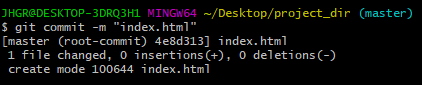 JHGR@DESKTOP-3DRQ3H1 MINGW64 ~/Desktop/project_dir (master)
$ git commit -m "index.html"
[master (root-commit) 4e8d313] index.html
 1 file changed, 0 insertions(+), 0 deletions(-)
 create mode 100644 index.html